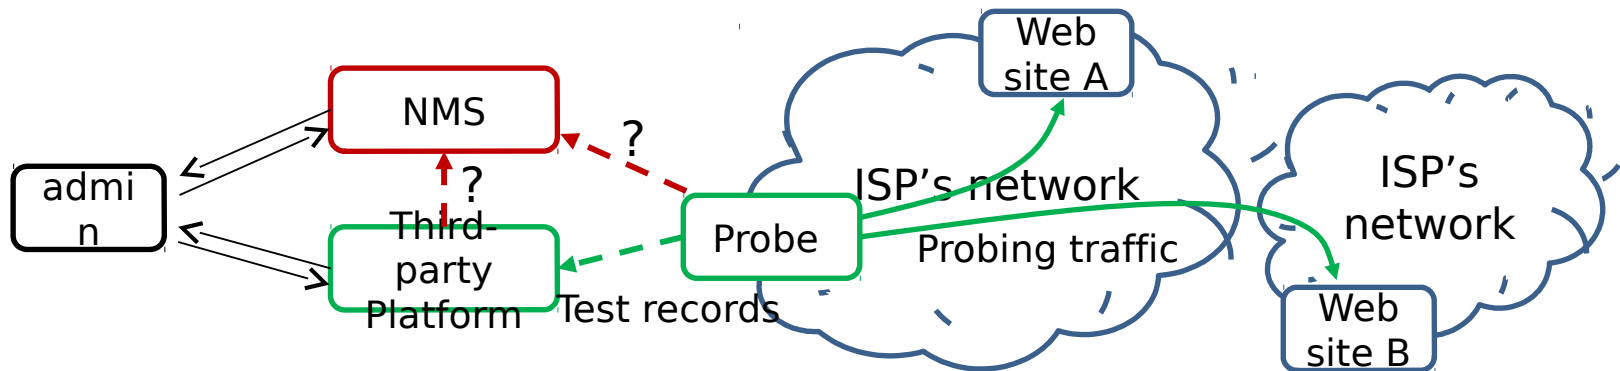 Web
site A
NMS
?
?
admi
n
ISP’s network
ISP’s
network
Third-
party
Platform
Probe
Probing traffic
Test records
Web
site B